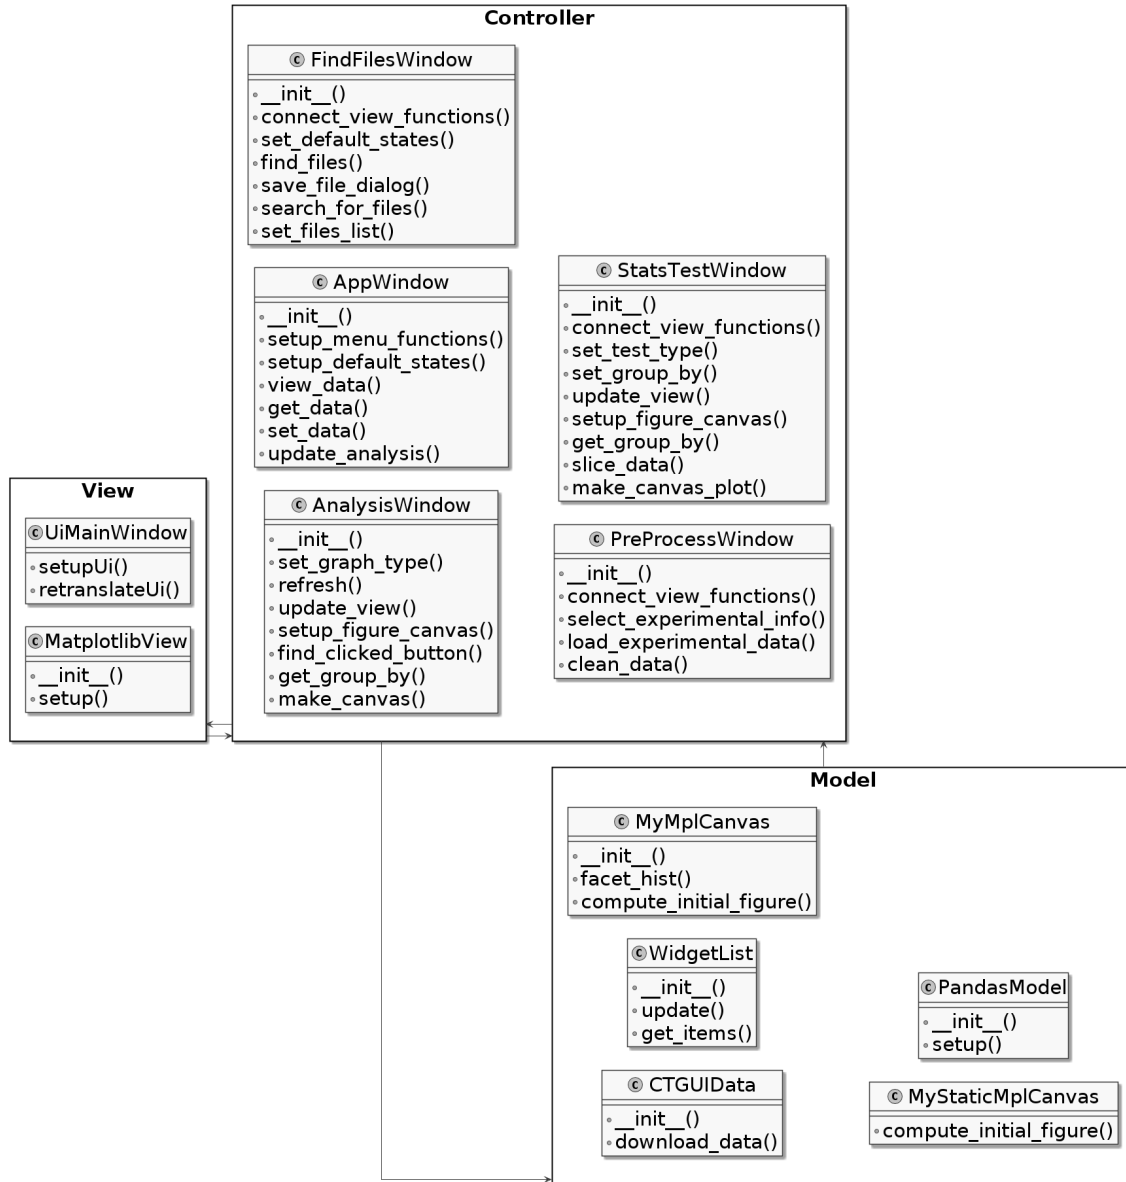 Controller
C FindFilesWindow
__init__()
connect_view_functions()
set_default_states()
find_files()
save_file_dialog()
search_for_files()
set_files_list()
C AppWindow
__init__()
setup_menu_functions()
setup_default_states()
view_data()
get_data()
set_data()
update_analysis()
C AnalysisWindow
__init__()
set_graph_type()
refresh()
update_view()
setup_figure_canvas()
find_clicked_button()
get_group_by()
make_canvas()
C StatsTestWindow
__init__()
connect_view_functions()
set_test_type()
set_group_by()
update_view()
setup_figure_canvas()
get_group_by()
slice_data()
make_canvas_plot()
C PreProcessWindow
__init__()
connect_view_functions()
select_experimental_info()
load_experimental_data()
clean_data()
View
C UiMainWindow
setupUi()
retranslateUi()
C MatplotlibView
__init__()
setup()
Model
C MyMplCanvas
__init__()
facet_hist()
compute_initial_figure()
C WidgetList
__init__()
update()
get_items()
C CTGUIData
__init__()
download_data()
C PandasModel
__init__()
setup()
C MyStaticMplCanvas
compute_initial_figure()